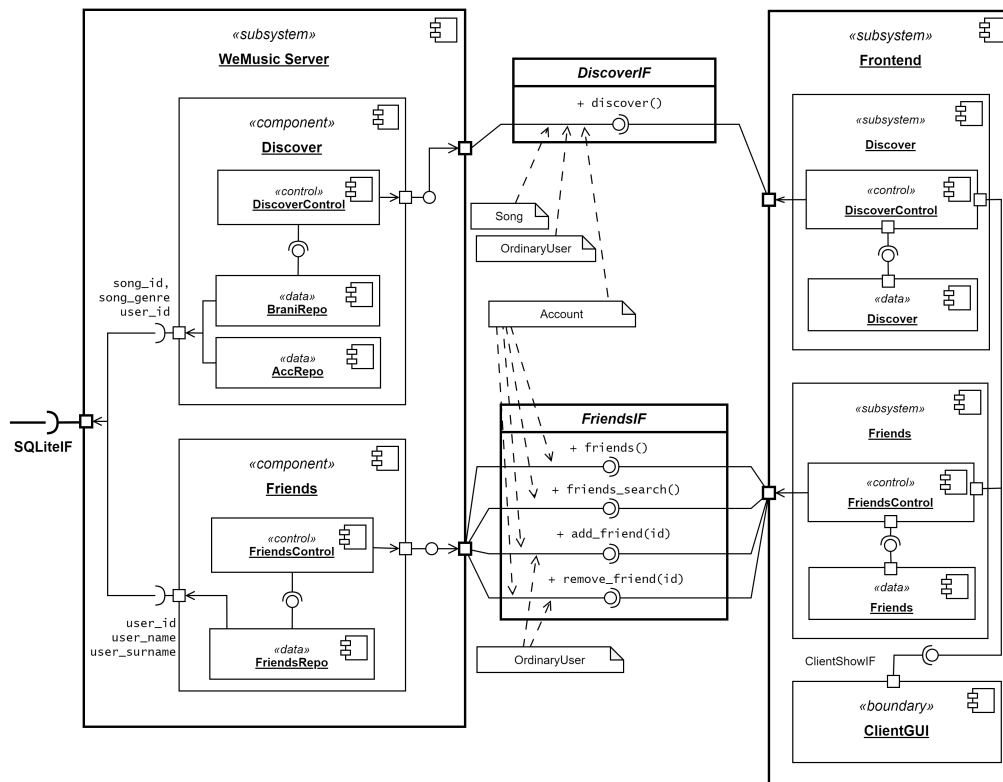 «subsystem»
WeMusic Server
«component»
Discover
«control»
DiscoverControl
«data»
BraniRepo
«data»
AccRepo
song_id,
song_genre
user_id
SQLiteIF
«component»
Friends
«control»
FriendsControl
«data»
FriendsRepo
user_id
user_name
user_surname
DiscoverIF
+ discover()
Song
OrdinaryUser
Account
FriendsIF
+ friends()
+ friends_search()
+ add_friend(id)
+ remove_friend(id)
OrdinaryUser
«subsystem»
Frontend
«subsystem»
Discover
«control»
DiscoverControl
«data»
Discover
«subsystem»
Friends
«control»
FriendsControl
«data»
Friends
ClientShowIF
«boundary»
ClientGUI